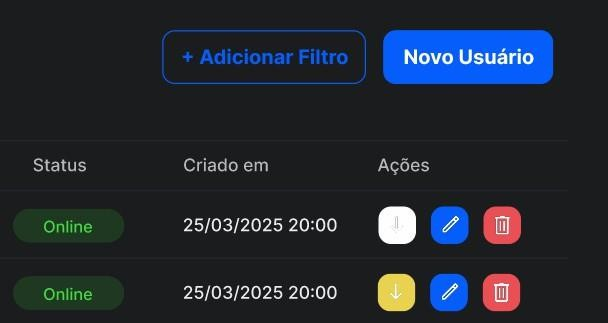 + Adicionar Filtro
Novo Usuário
Status Criado em Ações
Online 25/03/2025 20:00
Online 25/03/2025 20:00